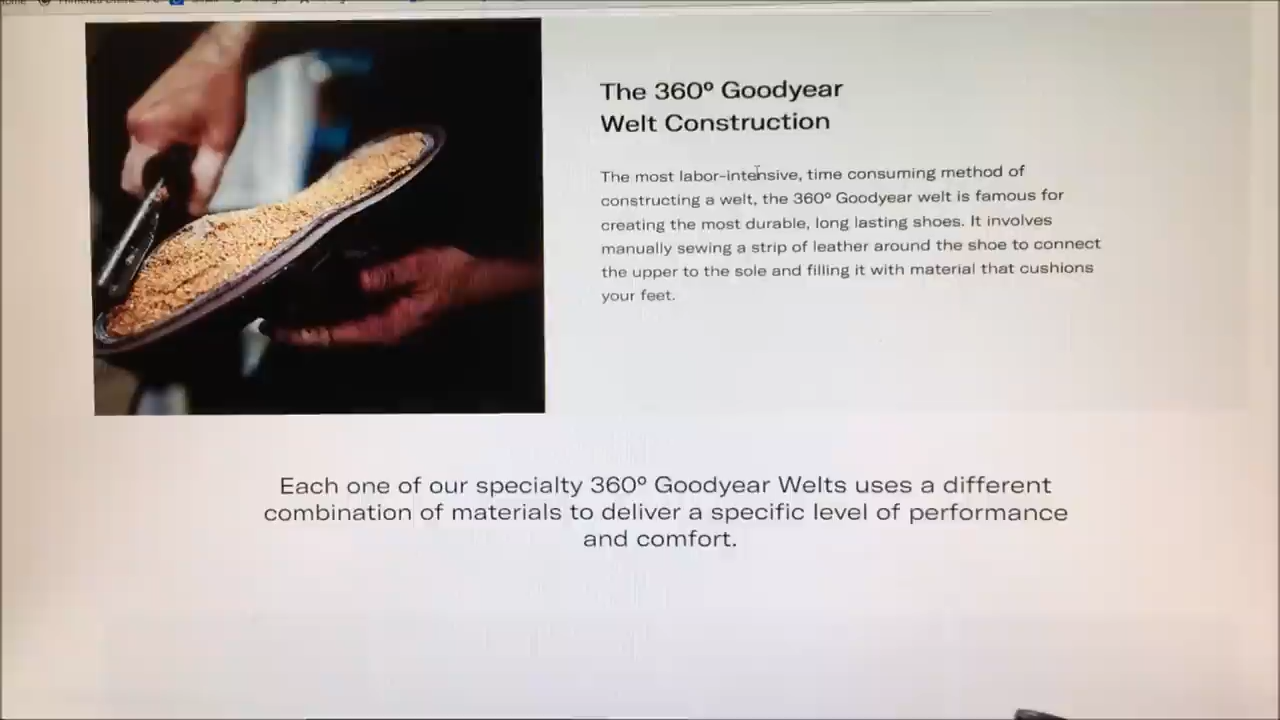 The 360º Goodyear
Welt Construction
The most labor-intensive, time consuming method of
constructing a welt, the 360º Goodyear welt is famous for
creating the most durable, long lasting shoes. It involves
manually sewing a strip of leather around the shoe to connect
the upper to the sole and filling it with material that cushions
your feet.
Each one of our specialty 360º Goodyear Welts uses a different
combination of materials to deliver a specific level of performance
and comfort.